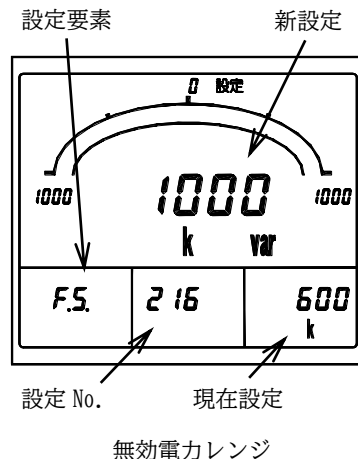 設定要素 新設定
0 設定
1000 1000 1000
k var
F.S. 216 600
k
設定 No. 現在設定
無効電力レンジ